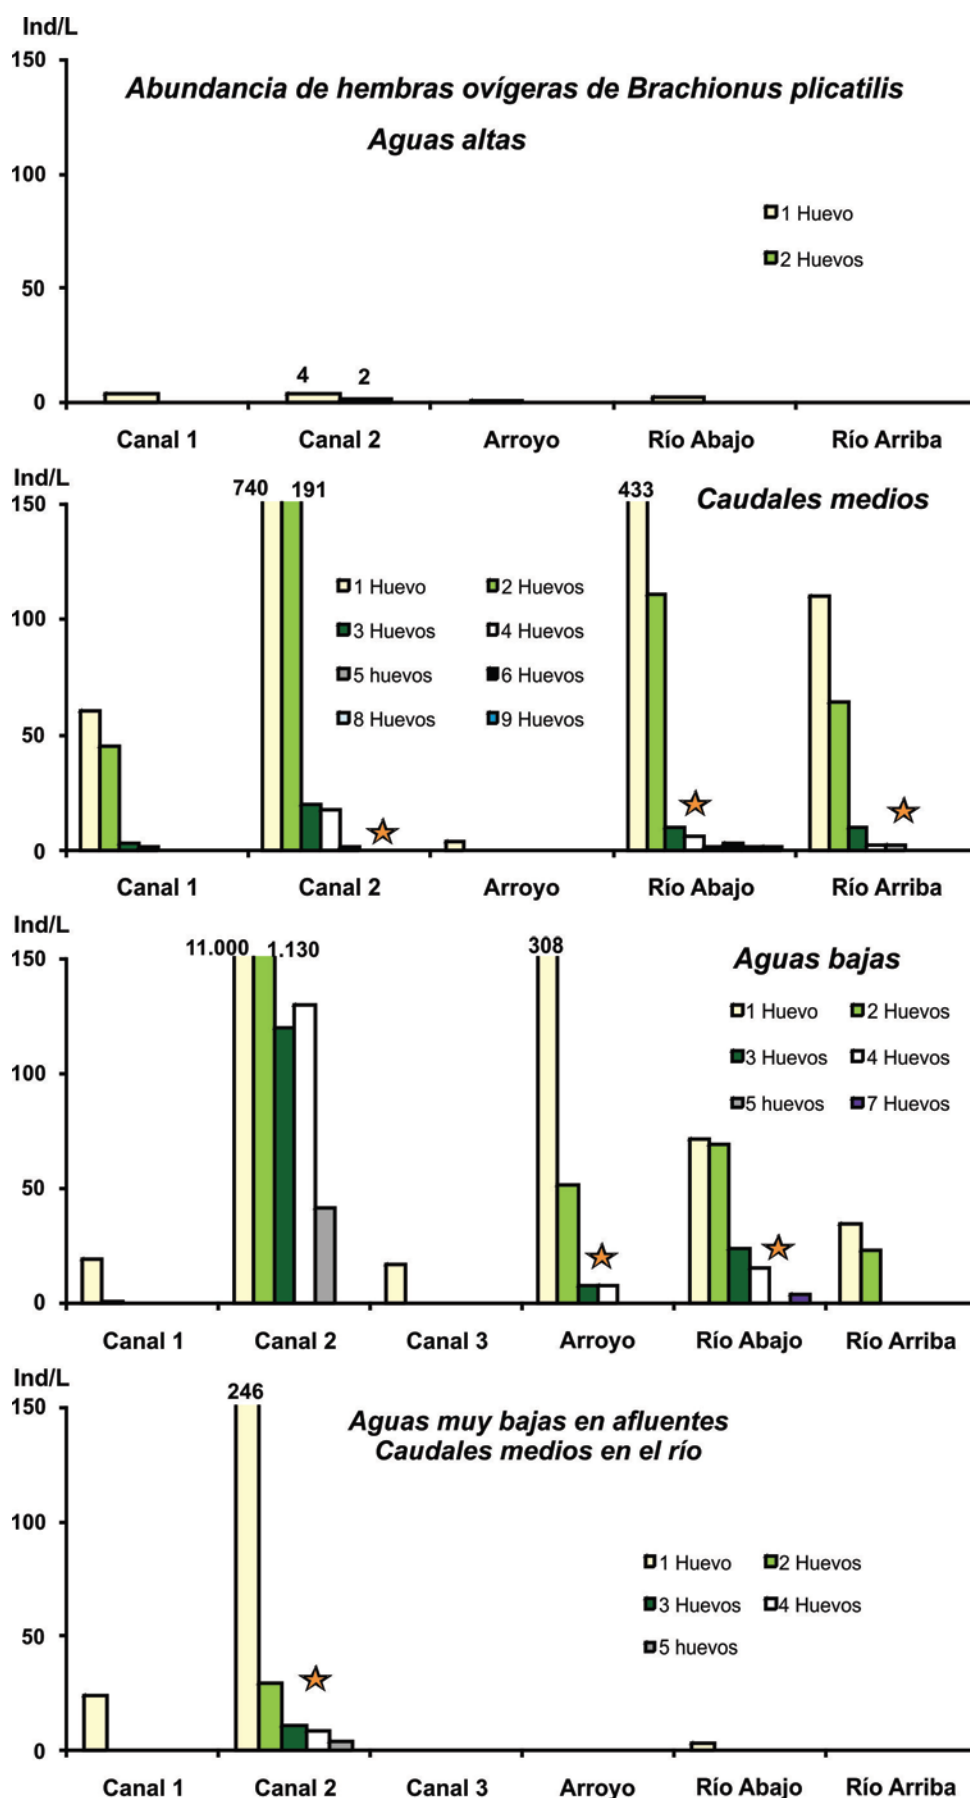 Ind/L
150
Abundancia de hembras ovígeras de Brachionus plicatilis
Aguas altas
100
1 Huevo
2 Huevos
50
4 2
0
Canal 1 Canal 2 Arroyo Río Abajo Río Arriba
Ind/L
740 191 433
150
Caudales medios
1 Huevo 2 Huevos
100
3 Huevos 4 Huevos
5 huevos 6 Huevos
8 Huevos 9 Huevos
50
0
Canal 1 Canal 2 Arroyo Río Abajo Río Arriba
Ind/L
11.000 1.130 308
150
Aguas bajas
1 Huevo 2 Huevos
3 Huevos 4 Huevos
100
5 huevos 7 Huevos
50
0
Canal 1 Canal 2 Canal 3 Arroyo Río Abajo Río Arriba
Ind/L
246
150
Aguas muy bajas en afluentes
Caudales medios en el río
100
1 Huevo 2 Huevos
3 Huevos 4 Huevos
50
5 huevos
0
Canal 1 Canal 2 Canal 3 Arroyo Río Abajo Río Arriba